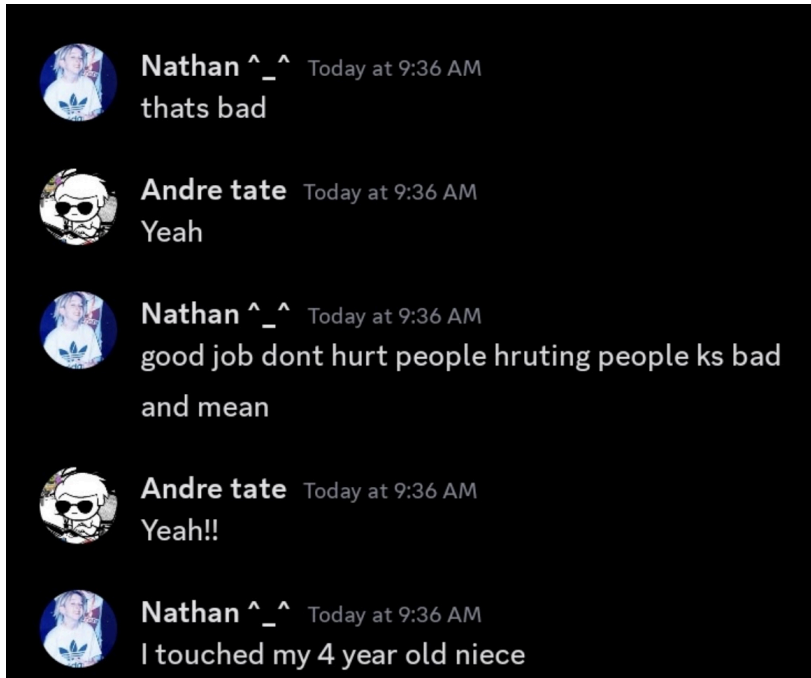 Nathan ^_^ Today at 9:36 AM
thats bad
Andre tate Today at 9:36 AM
Yeah
Nathan ^_^ Today at 9:36 AM
good job dont hurt people hruting people ks bad
and mean
Andre tate Today at 9:36 AM
Yeah!!
Nathan ^_^ Today at 9:36 AM
I touched my 4 year old niece